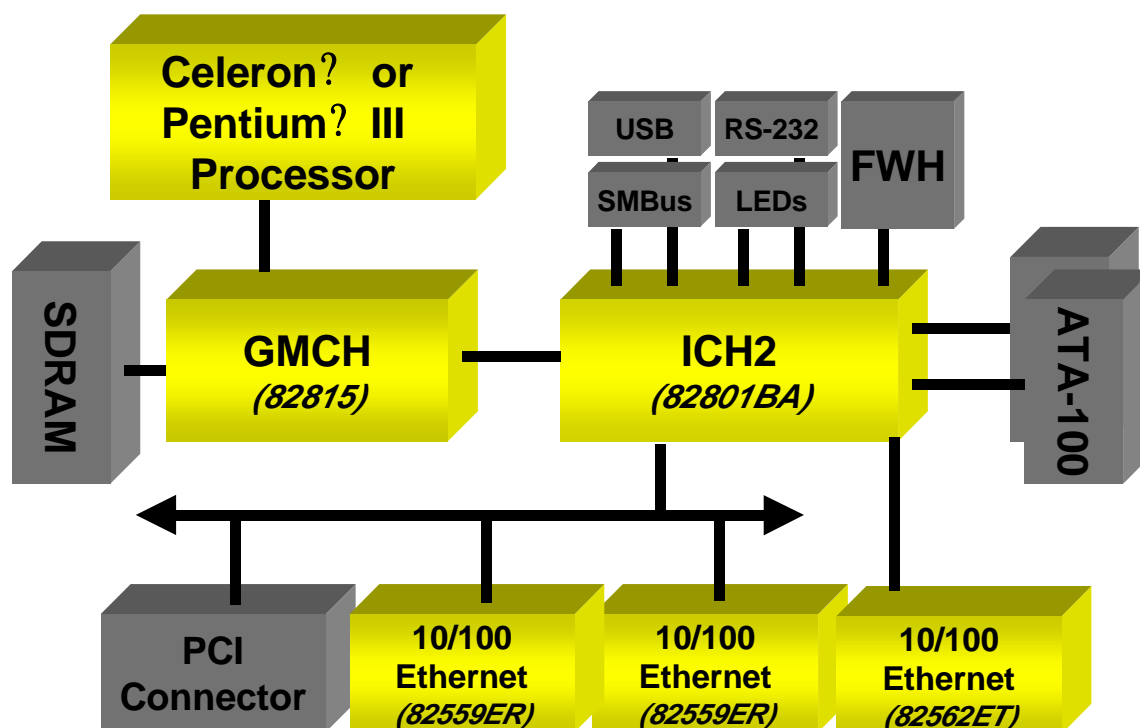 Celeron? or
Pentium? III
Processor
USB
RS-232
FWH
SMBus
LEDs
SDRAM
GMCH
(82815)
ICH2
(82801BA)
ATA-100
PCI
Connector
10/100
Ethernet
(82559ER)
10/100
Ethernet
(82559ER)
10/100
Ethernet
(82562ET)